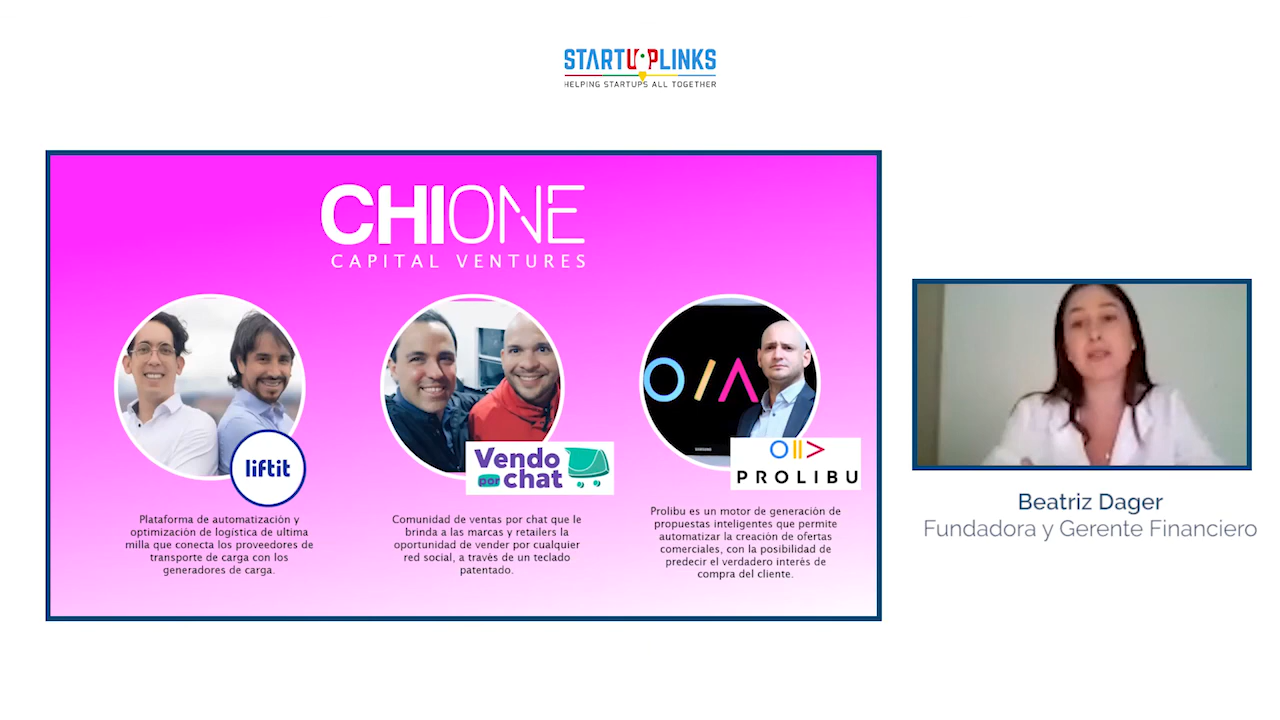 STARTUPLINKS
HELPING STARTUPS ALL TOGETHER
CHIONE
CAPITAL VENTURES
liftit
Vendo
por chat
PROLIBU
Plataforma de automatización y
optimización de logística de ultima
milla que conecta los proveedores de
transporte de carga con los
generadores de carga.
Comunidad de ventas por chat que le
brinda a las marcas y retailers la
oportunidad de vender por cualquier
red social, a través de un teclado
patentado.
Prolibu es un motor de generación de
propuestas inteligentes que permite
automatizar la creación de ofertas
comerciales, con la posibilidad de
predecir el verdadero interés de
compra del cliente.
Beatriz Dager
Fundadora y Gerente Financiero